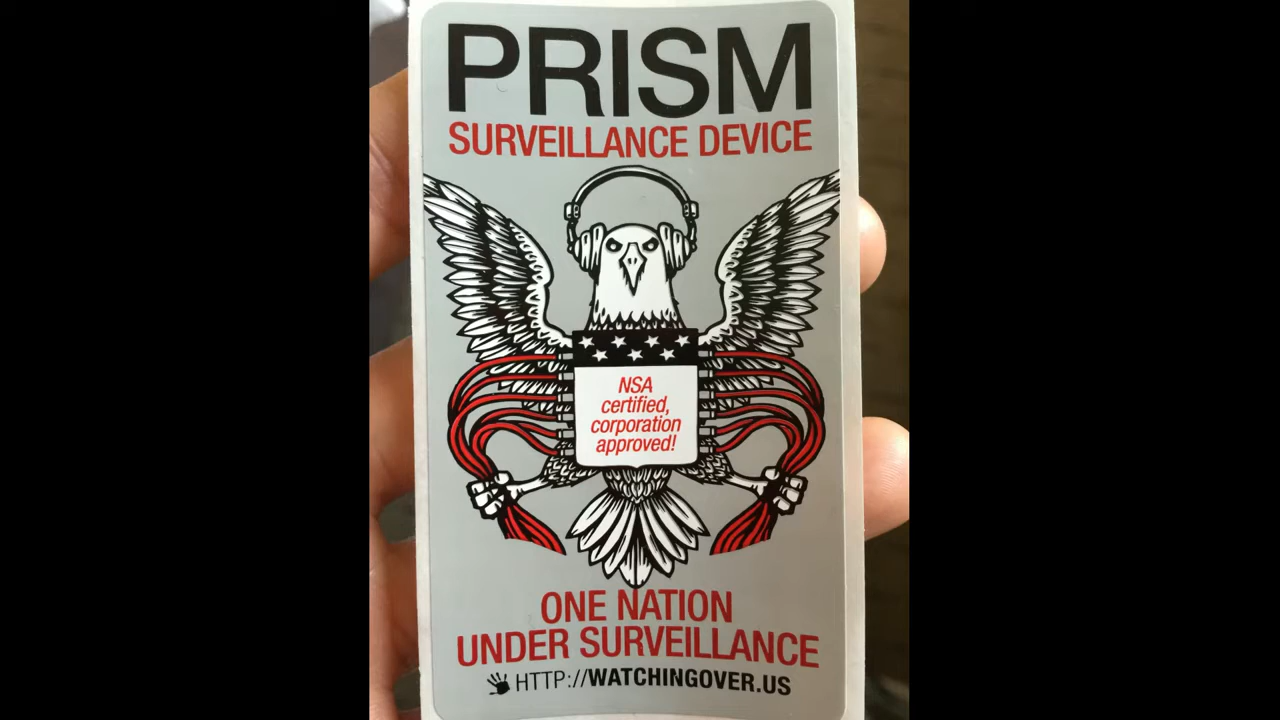 PRISM
SURVEILLANCE DEVICE
NSA
certified,
corporation
approved!
ONE NATION
UNDER SURVEILLANCE
HTTP://WATCHINGOVER.US